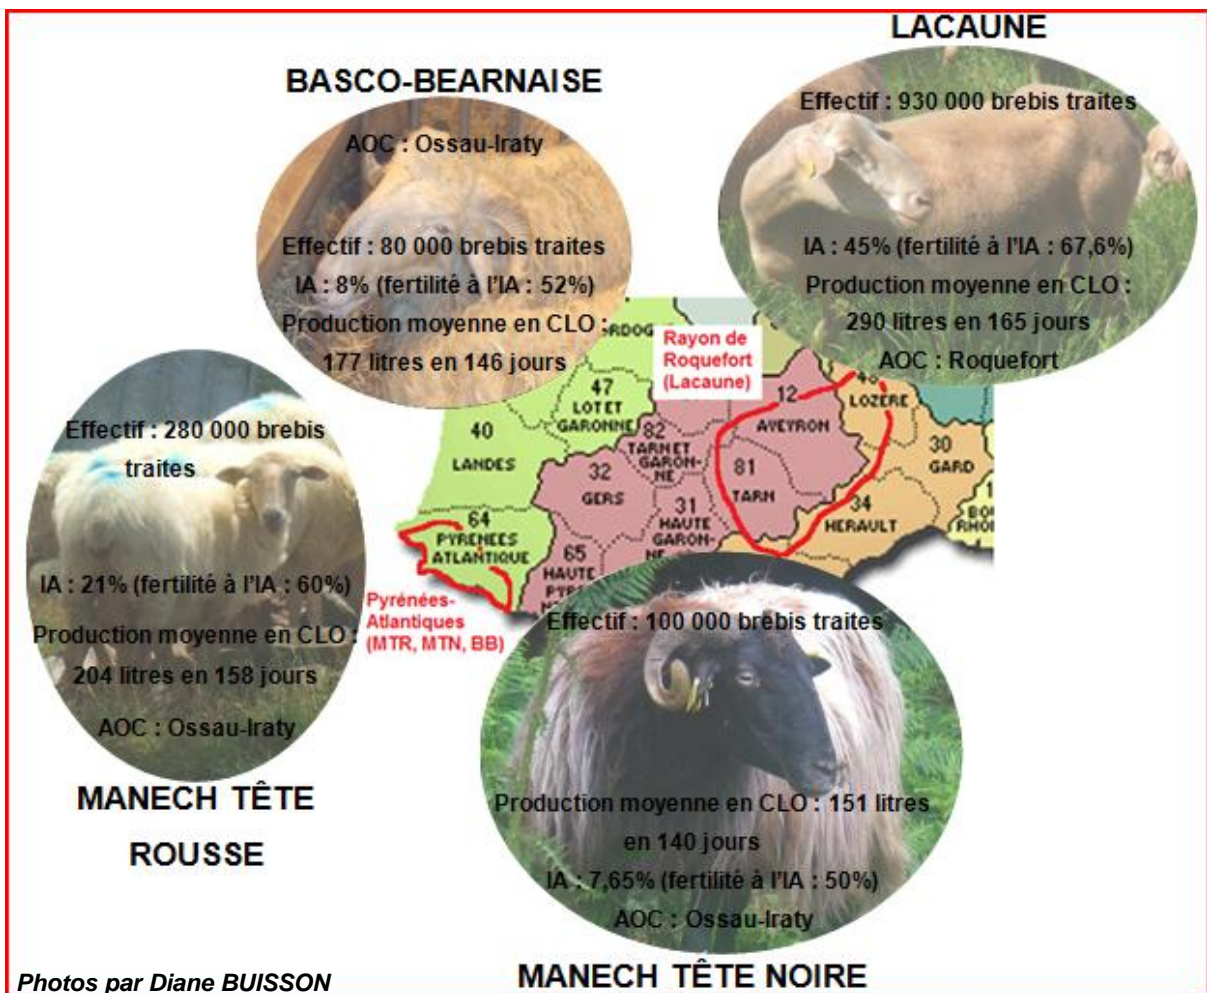 LACAUNE
Effectif : 930 000 brebis traites
IA : 45% (fertilité à l'IA : 67,6%)
Production moyenne en CLO :
290 litres en 165 jours
AOC : Roquefort
BASCO-BEARNAISE
AOC : Ossau-Iraty
Effectif : 80 000 brebis traites
IA : 8% (fertilité à l'IA : 52%)
Production moyenne en CLO :
177 litres en 146 jours
Rayon de
Roquefort
(Lacaune)
47
LOT ET
GARONNE
40
LANDES
82
TARN ET
GARON-
NE
12
AVEYRON
LOZÈRE
30
GARD
32
GERS
81
TARN
34
HERAULT
31
HAUTE
GARON-
NE
64
PYRENEES
ATLANTIQUE
65
HAUTE
Pyrénées-
Atlantiques
(MTR, MTN, BB)
Effectif : 280 000 brebis
traites
IA : 21% (fertilité à l'IA : 60%)
Production moyenne en CLO :
204 litres en 158 jours
AOC : Ossau-Iraty
MANECH TÊTE
ROUSSE
Effectif : 100 000 brebis traites
Production moyenne en CLO : 151 litres
en 140 jours
IA : 7,65% (fertilité à l'IA : 50%)
AOC : Ossau-Iraty
MANECH TÊTE NOIRE
Photos par Diane BUISSON